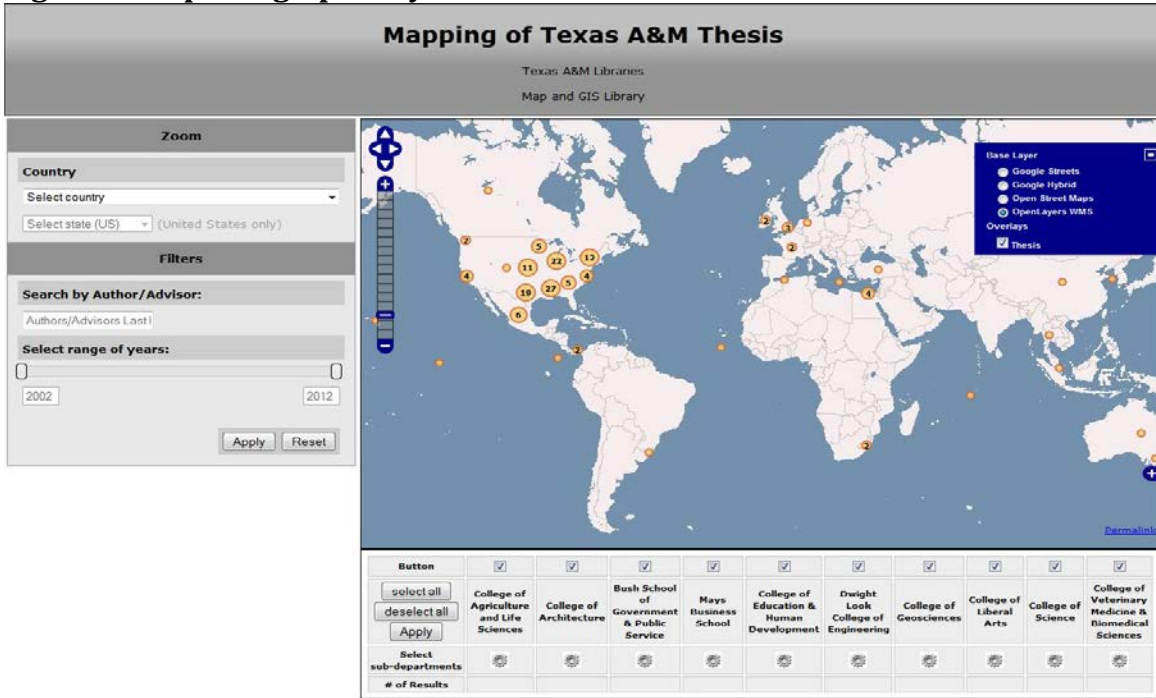 Mapping of Texas A&M Thesis
Texas A&M Libraries
Map and GIS Library
Zoom
Country
Select country
Select state (US)
(United States only)
Filters
Search by Author/Advisor:
Authors/Advisors Last
Select range of years:
2002
2012
Apply
Reset
Base Layer
Google Streets
Google Hybrid
Open Street Maps
OpenLayers WMS
Overlays
Thesis
2
5
11
22
12
4
4
5
19
27
6
2
2
3
2
4
2
Permalink
Button
select all
deselect all
Apply
College of Agriculture and Life Sciences
College of Architecture
Bush School of Government & Public Service
Mays Business School
College of Education & Human Development
Dwight Look College of Engineering
College of Geosciences
College of Liberal Arts
College of Science
College of Veterinary Medicine & Biomedical Sciences
Select sub-departments
# of Results